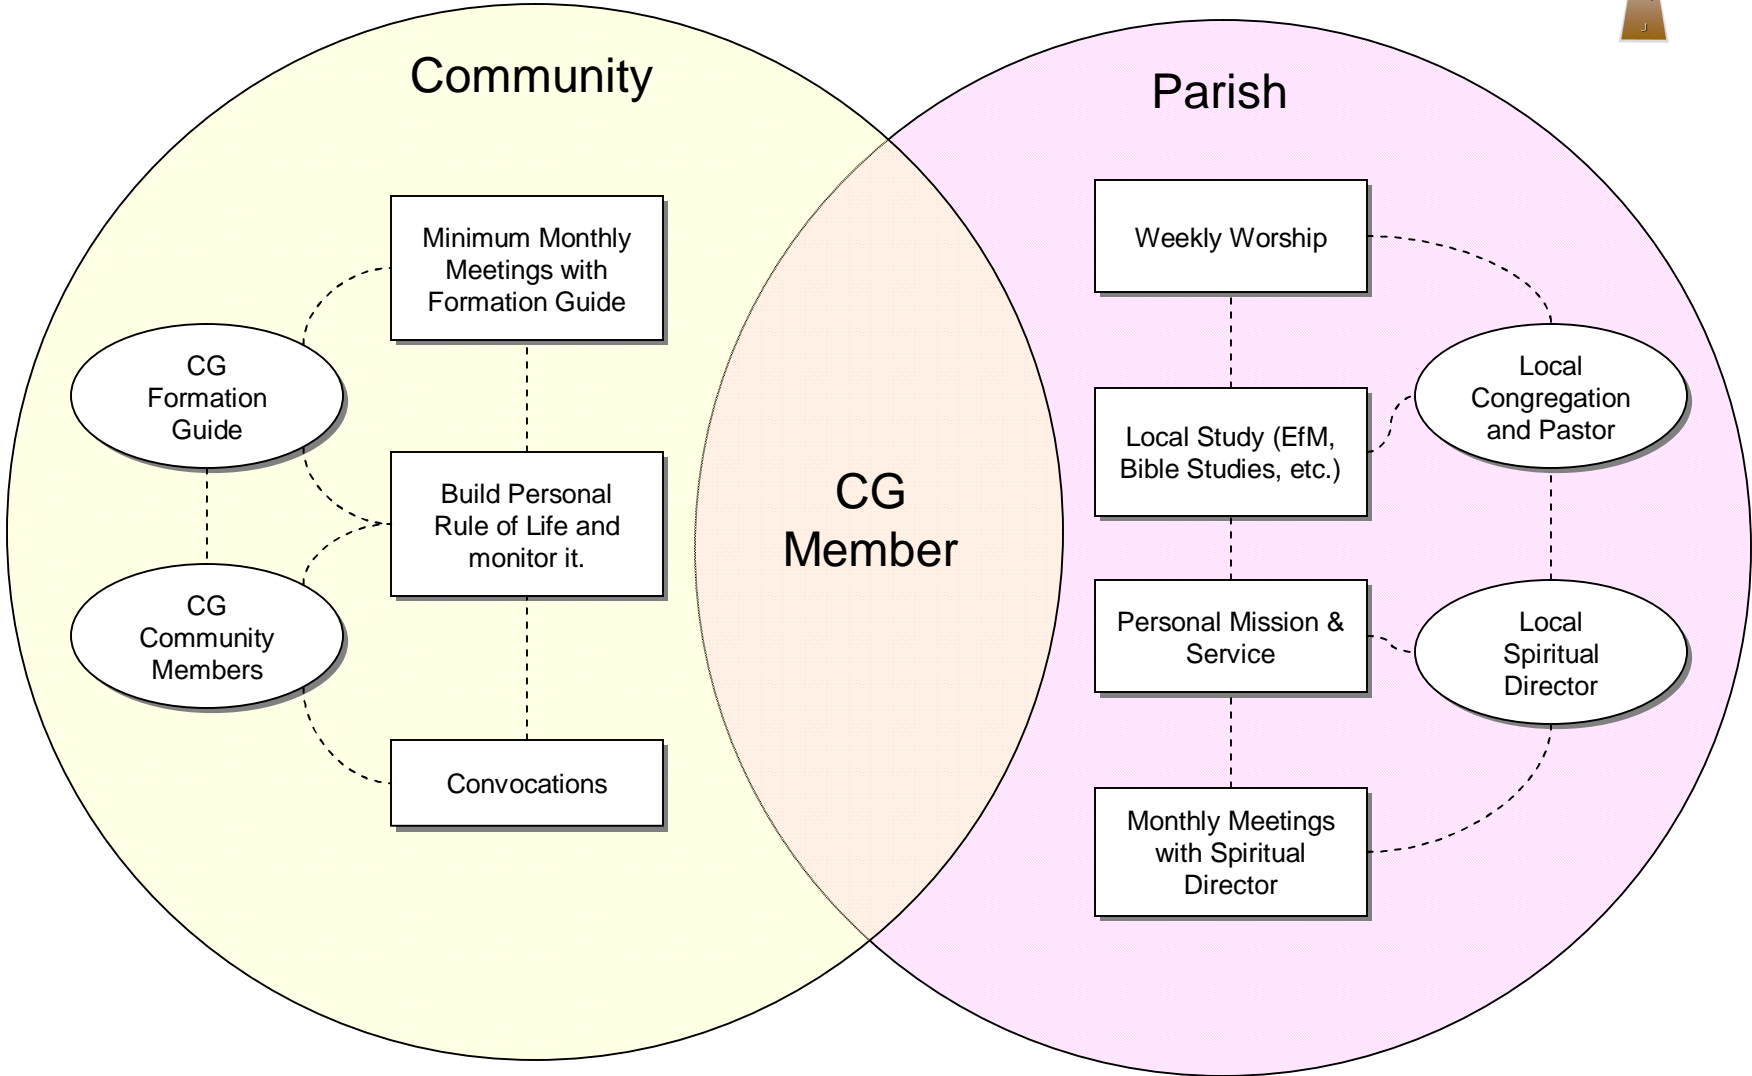 Community
Parish
Minimum Monthly
Meetings with
Formation Guide
CG
Formation
Guide
Build Personal
Rule of Life and
monitor it.
CG
Community
Members
Convocations
CG
Member
Weekly Worship
Local
Congregation
and Pastor
Local Study (EfM,
Bible Studies, etc.)
Personal Mission &
Service
Local
Spiritual
Director
Monthly Meetings
with Spiritual
Director
J